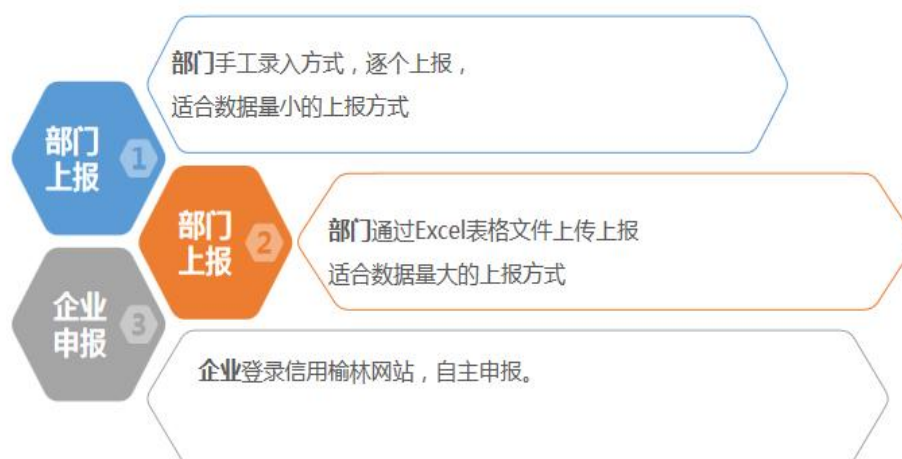 部门手工录入方式，逐个上报，
适合数据量小的上报方式
部门
上报
1
部门
上报
2
部门通过Excel表格文件上传上报
适合数据量大的上报方式
企业
申报
3
企业登录信用榆林网站，自主申报。